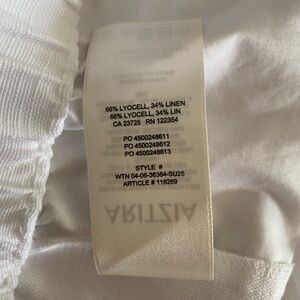 66% LYOCELL, 34% LINEN
66% LYOCELL, 34% LIN
CA 23725 RN 122354
PO 4500248611
PO 4500248612
PO 4500248613
STYLE #
WTN 04-06-36364-SU25
ARTICLE # 118269
ARITZIA